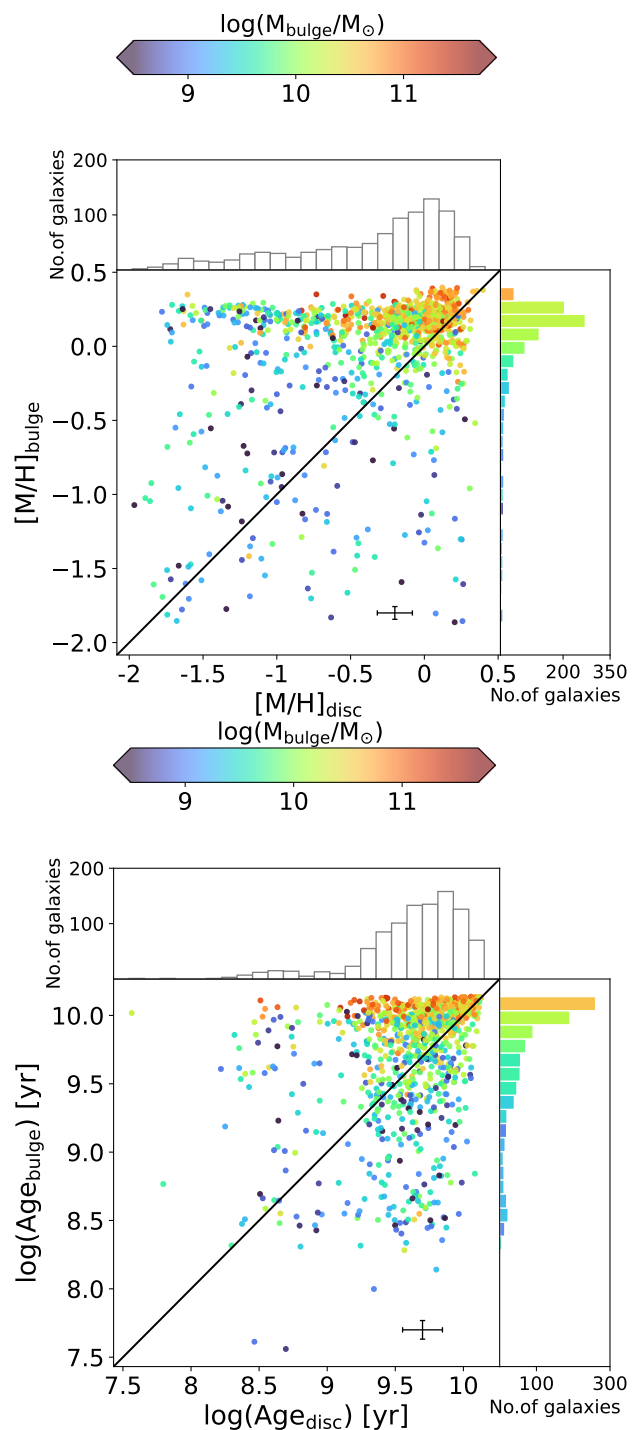 log(M_bulge/M_⊙)
9 10 11
No.of galaxies
200
100
0.5
0.0
−0.5
−1.0
−1.5
−2.0
[M/H]_bulge
-2 -1.5 -1 -0.5 0 0.5
[M/H]_disc
200 350
No.of galaxies
log(M_bulge/M_⊙)
9 10 11
No.of galaxies
200
100
10.0
9.5
9.0
8.5
8.0
7.5
log(Age_bulge) [yr]
7.5 8 8.5 9 9.5 10
log(Age_disc) [yr]
100 300
No.of galaxies